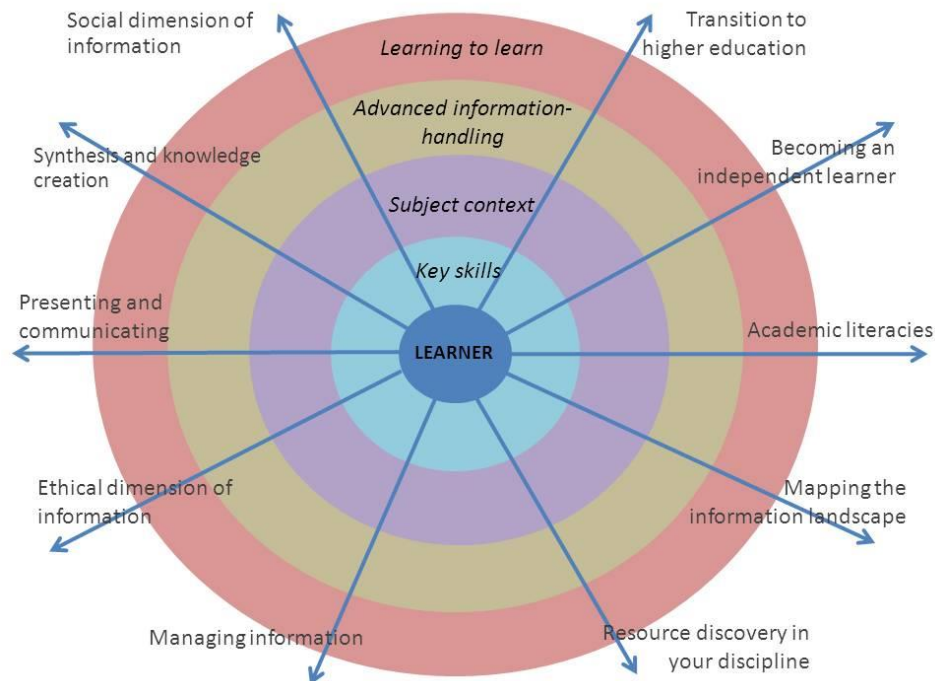 Social dimension of
information
Transition to
higher education
Learning to learn
Advanced information-
handling
Synthesis and knowledge
creation
Becoming an
independent learner
Subject context
Key skills
Presenting and
communicating
LEARNER
Academic literacies
Ethical dimension of
information
Mapping the
information landscape
Managing information
Resource discovery in
your discipline